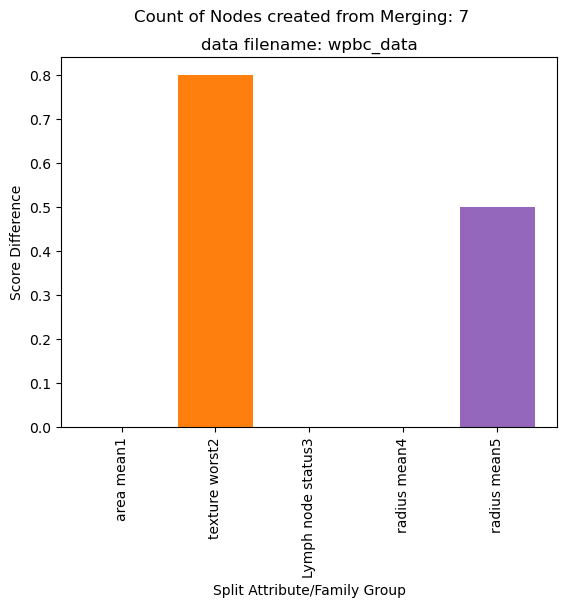 Count of Nodes created from Merging: 7
data filename: wpbc_data
Score Difference
0.8
0.7
0.6
0.5
0.4
0.3
0.2
0.1
0.0
area mean1
texture worst2
Lymph node status3
radius mean4
radius mean5
Split Attribute/Family Group